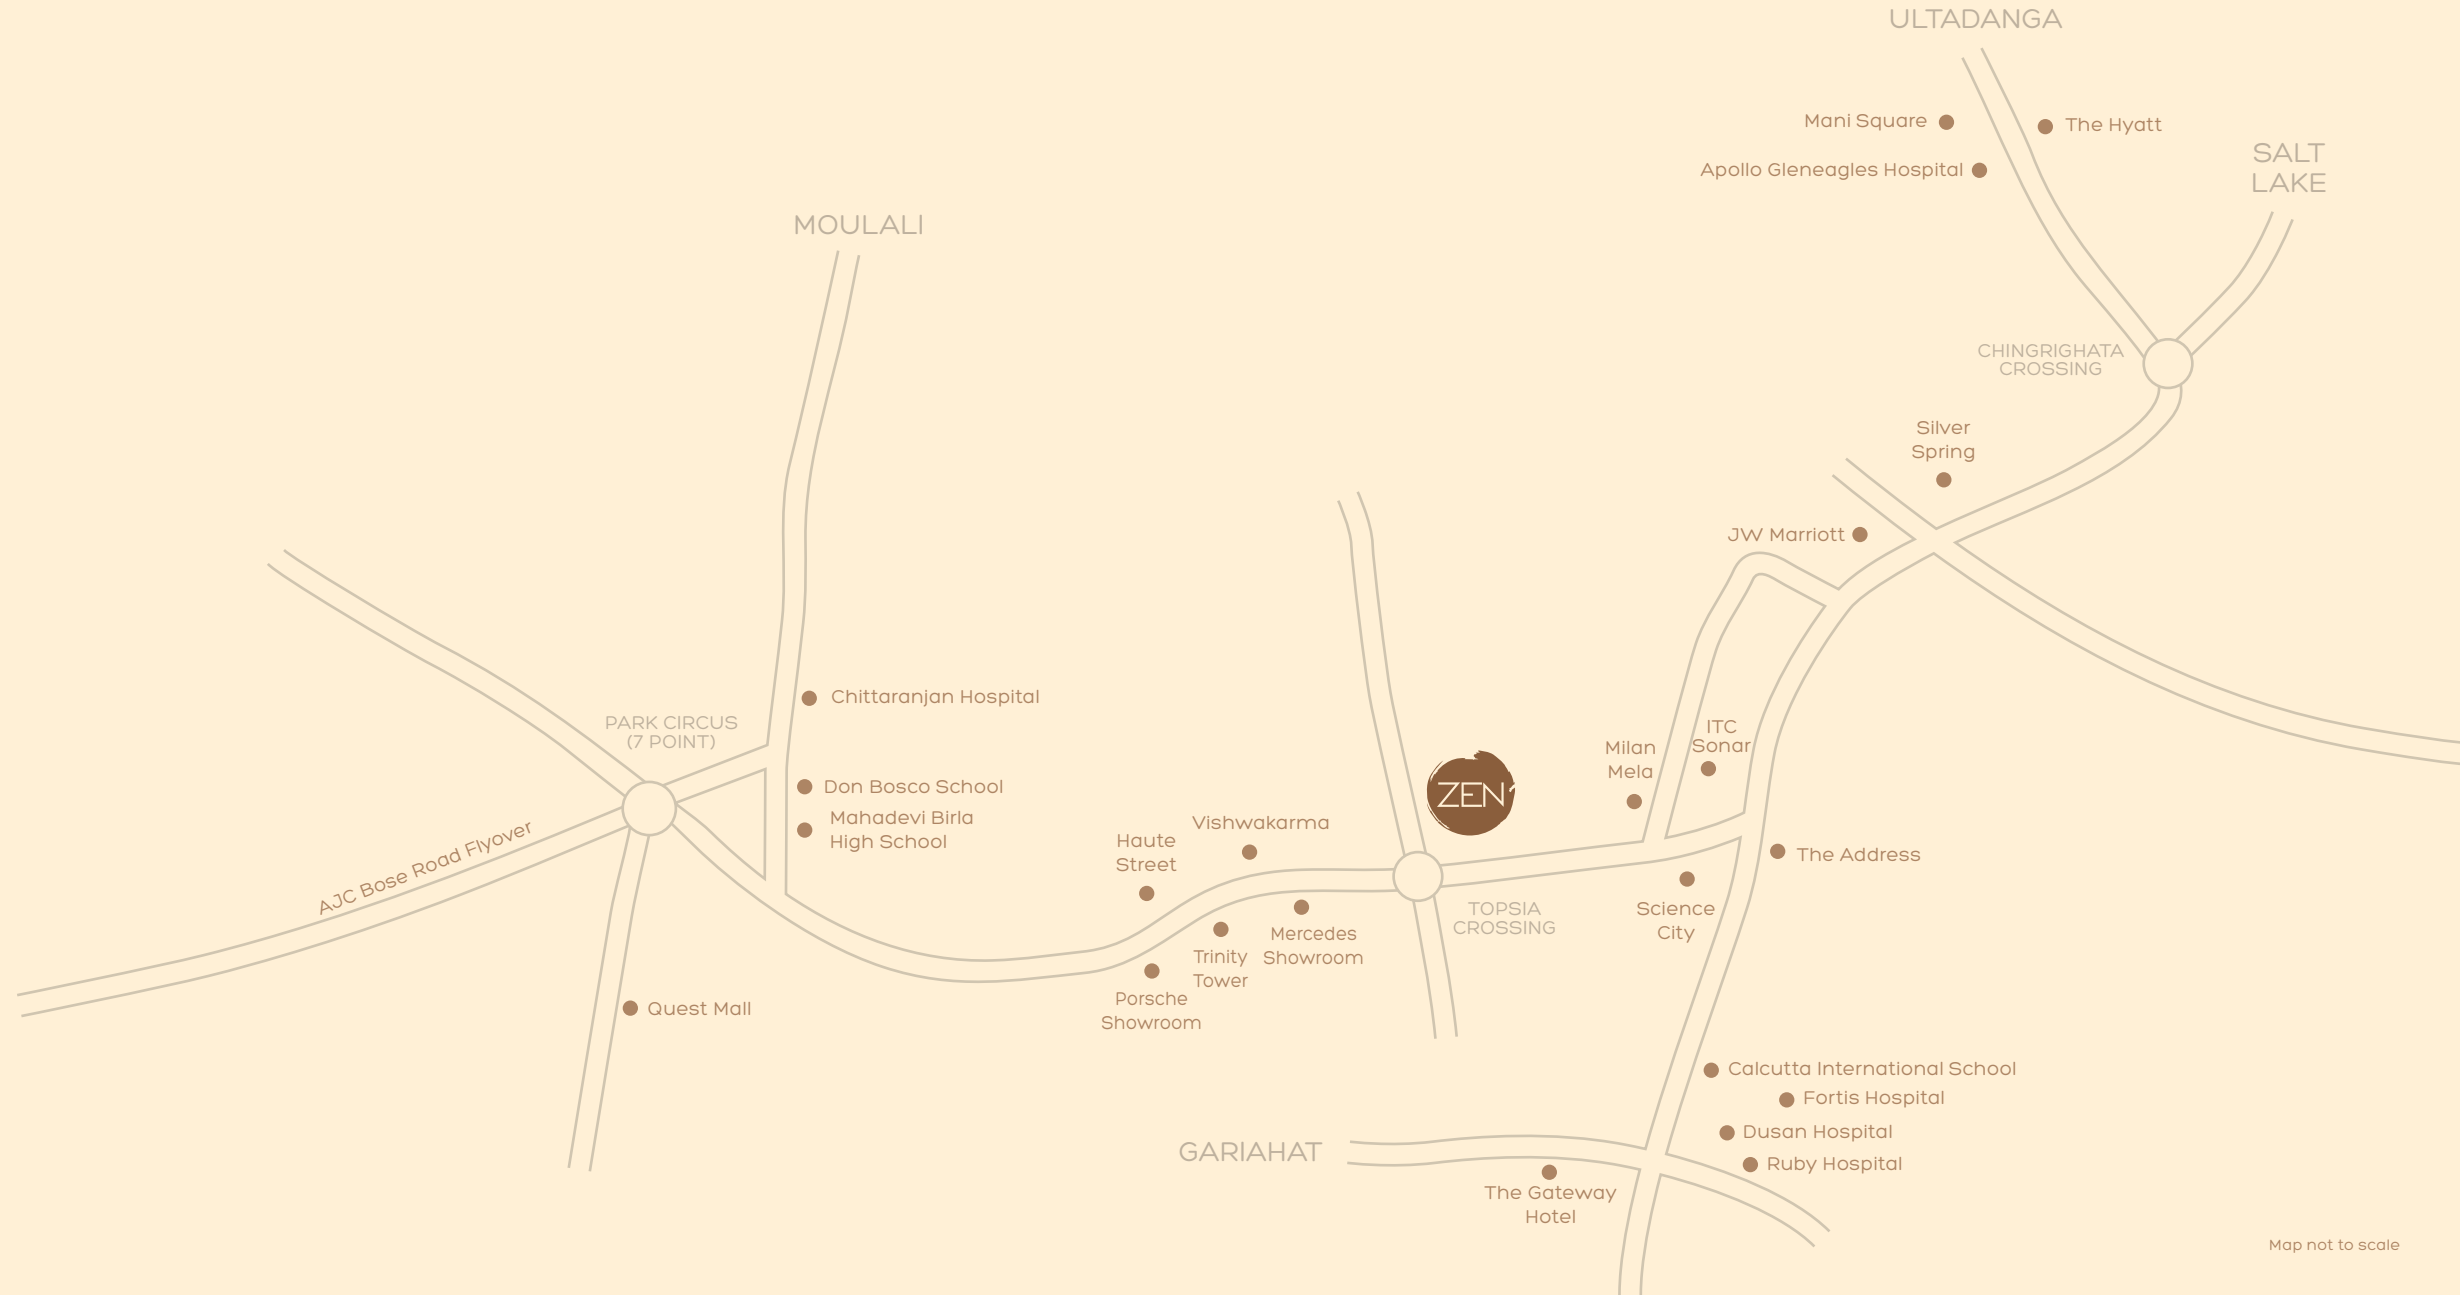 ULTADANGA
Mani Square
The Hyatt
Apollo Gleneagles Hospital
SALT
LAKE
MOULALI
CHINGRIGHATA
CROSSING
Silver
Spring
JW Marriott
Chittaranjan Hospital
PARK CIRCUS
(7 POINT)
ITC
Sonar
Milan
Mela
Don Bosco School
ZEN
Mahadevi Birla
High School
Vishwakarma
Haute
Street
The Address
AJC Bose Road Flyover
TOPSIA
CROSSING
Science
City
Mercedes
Showroom
Trinity
Tower
Porsche
Showroom
Quest Mall
Calcutta International School
Fortis Hospital
Dusan Hospital
GARIAHAT
Ruby Hospital
The Gateway
Hotel
Map not to scale